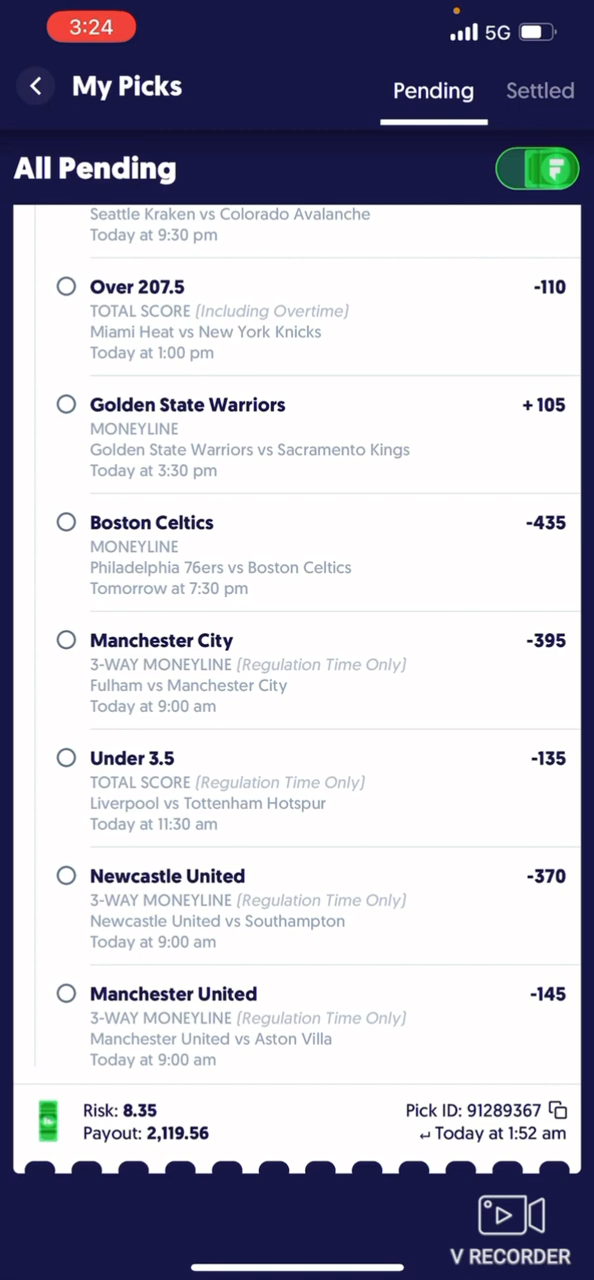 3:24
5G
My Picks
Pending
Settled
All Pending
Seattle Kraken vs Colorado Avalanche
Today at 9:30 pm
Over 207.5
-110
TOTAL SCORE (Including Overtime)
Miami Heat vs New York Knicks
Today at 1:00 pm
Golden State Warriors
+105
MONEYLINE
Golden State Warriors vs Sacramento Kings
Today at 3:30 pm
Boston Celtics
-435
MONEYLINE
Philadelphia 76ers vs Boston Celtics
Tomorrow at 7:30 pm
Manchester City
-395
3-WAY MONEYLINE (Regulation Time Only)
Fulham vs Manchester City
Today at 9:00 am
Under 3.5
-135
TOTAL SCORE (Regulation Time Only)
Liverpool vs Tottenham Hotspur
Today at 11:30 am
Newcastle United
-370
3-WAY MONEYLINE (Regulation Time Only)
Newcastle United vs Southampton
Today at 9:00 am
Manchester United
-145
3-WAY MONEYLINE (Regulation Time Only)
Manchester United vs Aston Villa
Today at 9:00 am
Risk: 8.35
Pick ID: 91289367
Payout: 2,119.56
Today at 1:52 am
V RECORDER